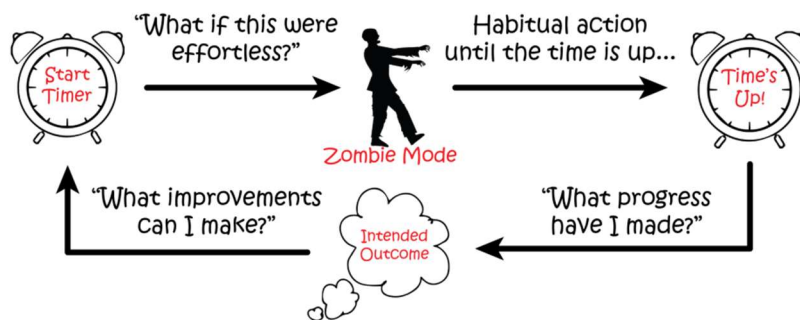 Start
Timer
“What if this were
effortless?”
Zombie Mode
Habitual action
until the time is up...
Time's
Up!
“What progress
have I made?”
Intended
Outcome
“What improvements
can I make?”